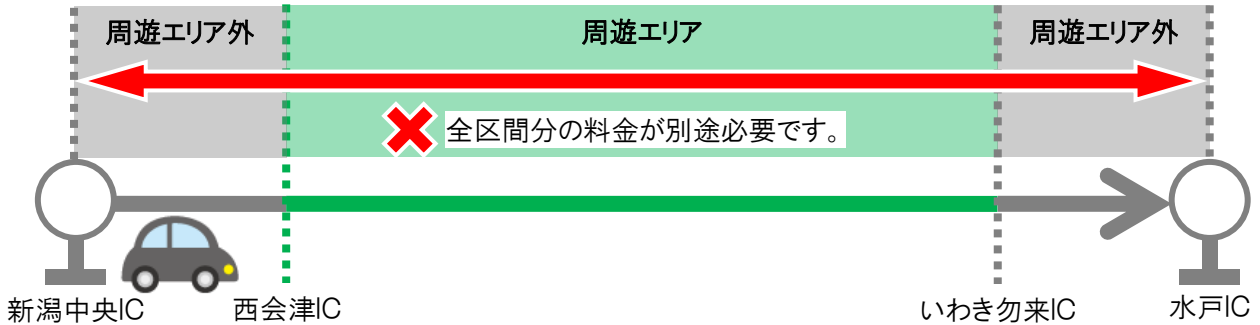 周遊エリア外
周遊エリア
周遊エリア外
全区間分の料金が別途必要です。
新潟中央IC
西会津IC
いわき勿来IC
水戸IC